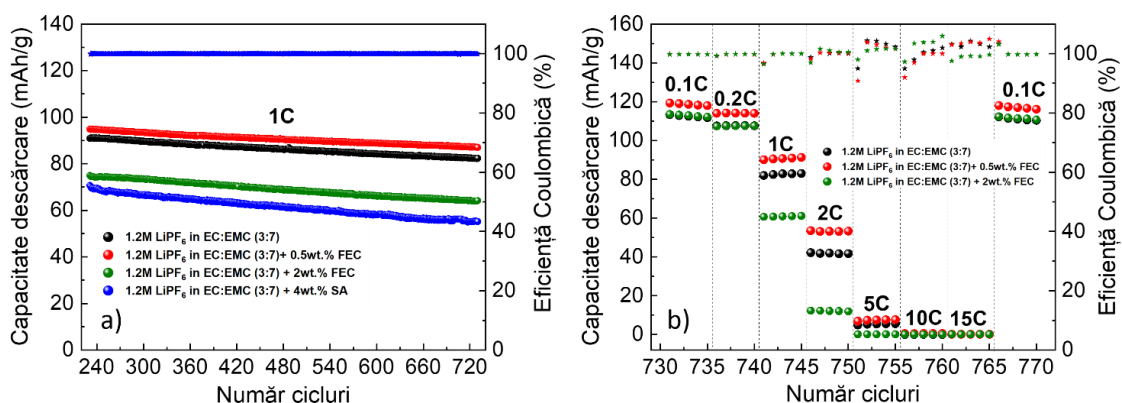 140
120
100
80
60
40
20
0
Capacitate descărcare (mAh/g)
1C
1.2M LiPF6 in EC:EMC (3:7)
1.2M LiPF6 in EC:EMC (3:7)+ 0.5wt.% FEC
1.2M LiPF6 in EC:EMC (3:7) + 2wt.% FEC
1.2M LiPF6 in EC:EMC (3:7) + 4wt.% SA
a)
240 300 360 420 480 540 600 660 720
Număr cicluri
100
80
60
40
20
0
Eficiență Coulombică (%)
b)
160
140
120
100
80
60
40
20
0
Capacitate descărcare (mAh/g)
0.1C
0.2C
1C
2C
5C
10C
15C
0.1C
1.2M LiPF6 in EC:EMC (3:7)
1.2M LiPF6 in EC:EMC (3:7)+ 0.5wt.% FEC
1.2M LiPF6 in EC:EMC (3:7) + 2wt.% FEC
730 735 740 745 750 755 760 765 770
Număr cicluri
100
80
60
40
20
0
Eficiență Coulombică (%)